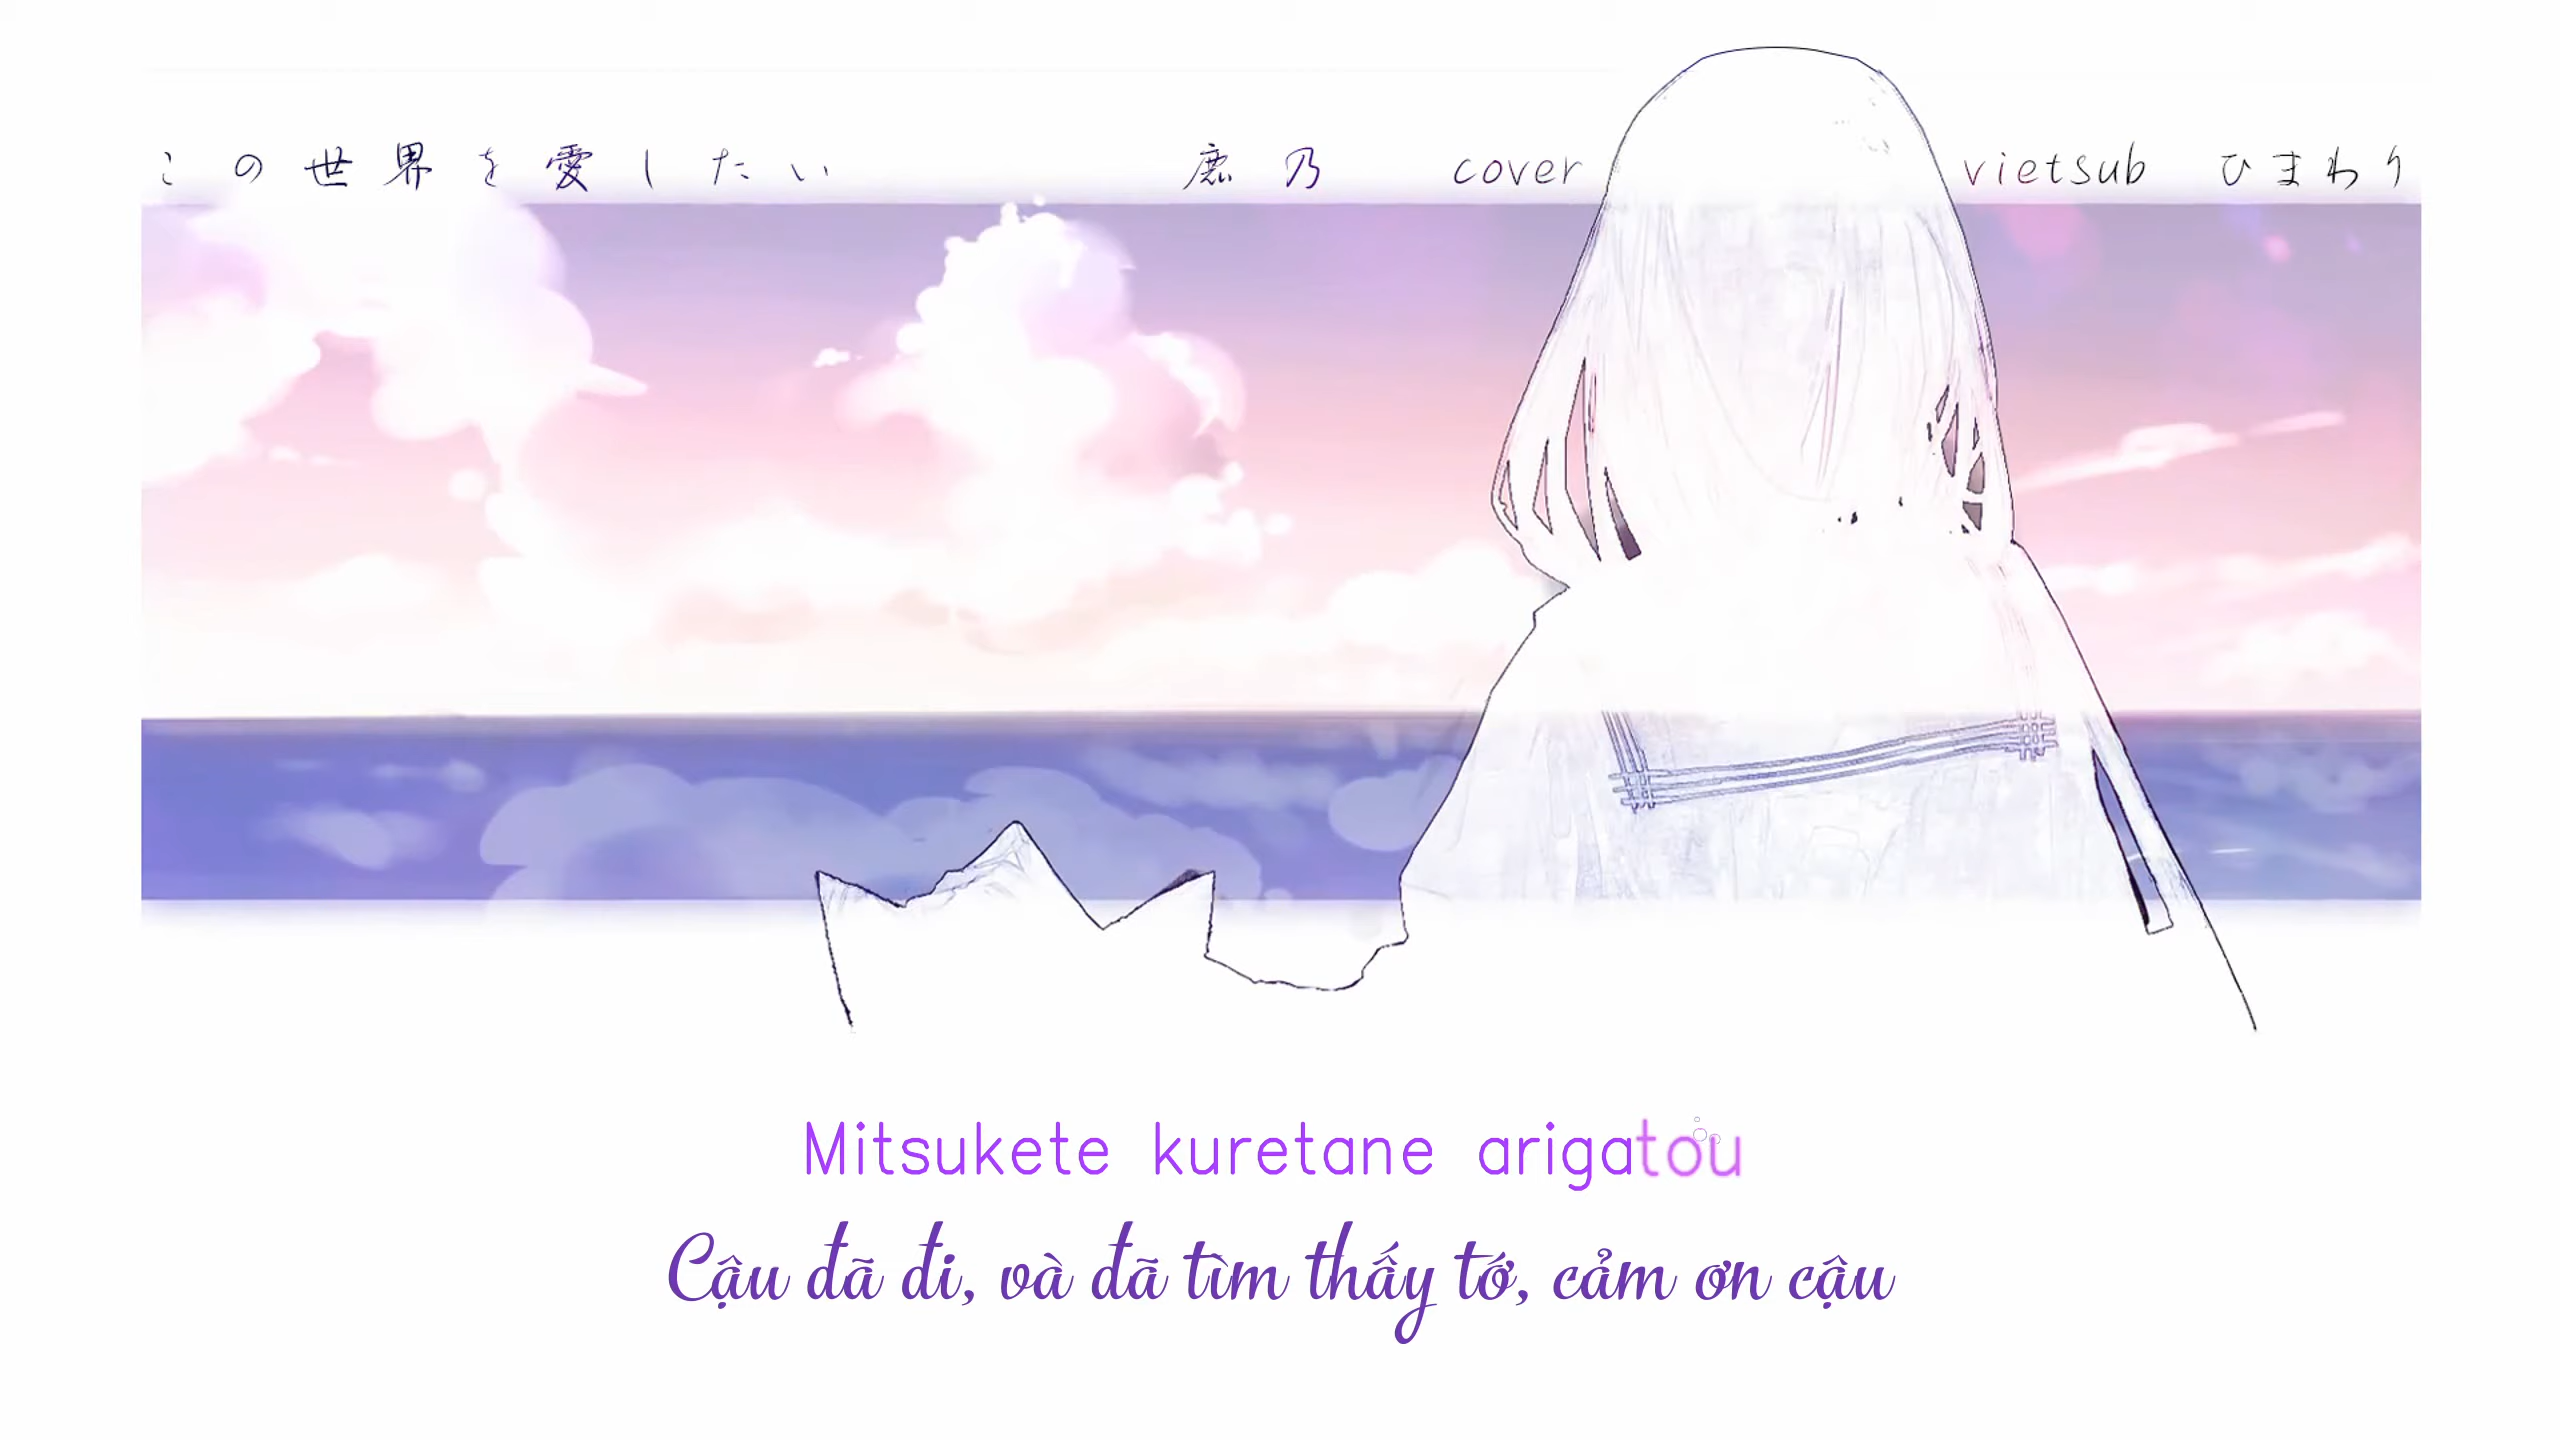 この世界を愛したい 鹿乃 cover vietsub ひまわり
Mitsukete kuretane arigatou
Cậu đã đi, và đã tìm thấy tớ, cảm ơn cậu